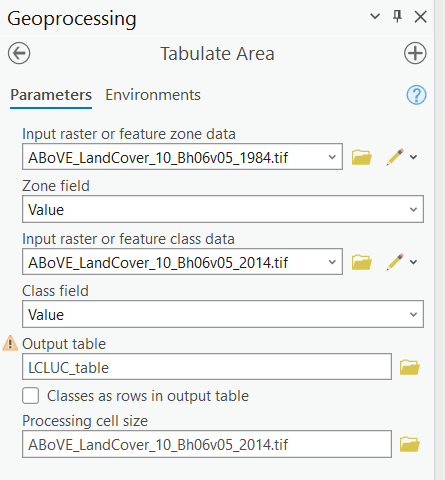 Geoprocessing
Tabulate Area
Parameters Environments
Input raster or feature zone data
ABoVE_LandCover_10_Bh06v05_1984.tif
Zone field
Value
Input raster or feature class data
ABoVE_LandCover_10_Bh06v05_2014.tif
Class field
Value
Output table
LCLUC_table
Classes as rows in output table
Processing cell size
ABoVE_LandCover_10_Bh06v05_2014.tif